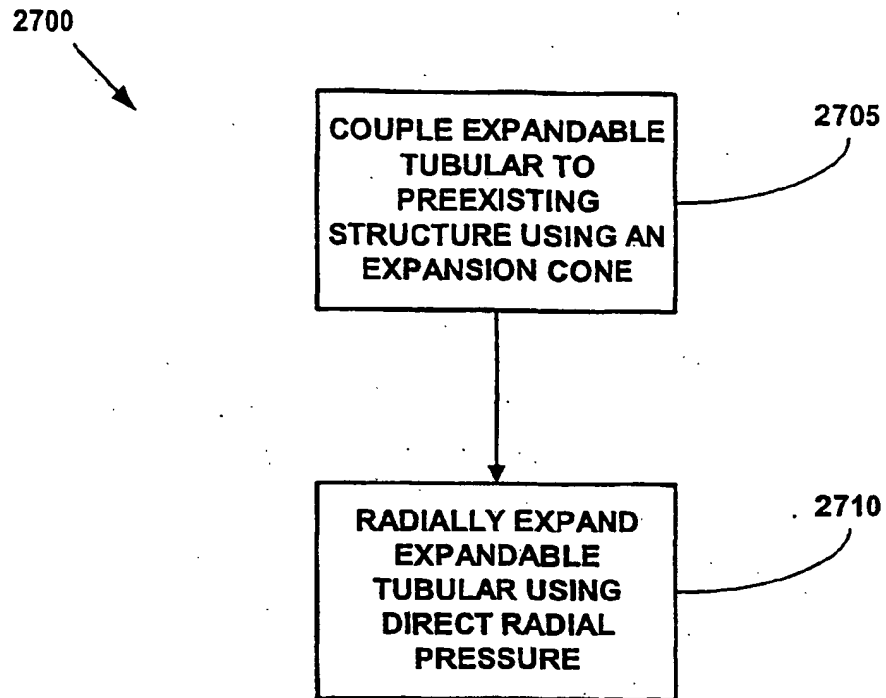 2700
2705
COUPLE EXPANDABLE
TUBULAR TO
PREEXISTING
STRUCTURE USING AN
EXPANSION CONE
2710
RADIALLY EXPAND
EXPANDABLE
TUBULAR USING
DIRECT RADIAL
PRESSURE